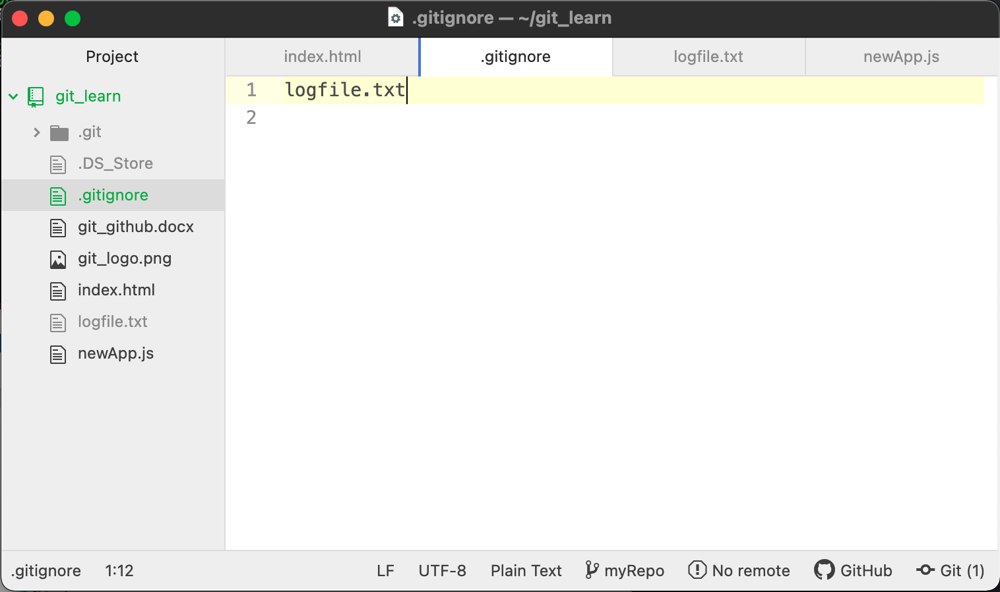 .gitignore — ~/git_learn
Project
index.html
.gitignore
logfile.txt
newApp.js
git_learn
.git
.DS_Store
.gitignore
git_github.docx
git_logo.png
index.html
logfile.txt
newApp.js
1 logfile.txt
2
.gitignore 1:12 LF UTF-8 Plain Text myRepo No remote GitHub Git (1)